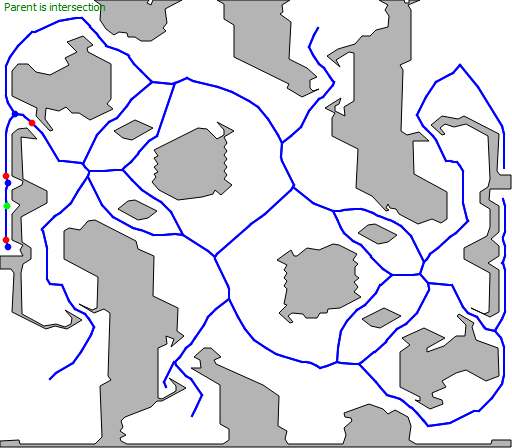 Parent is intersection